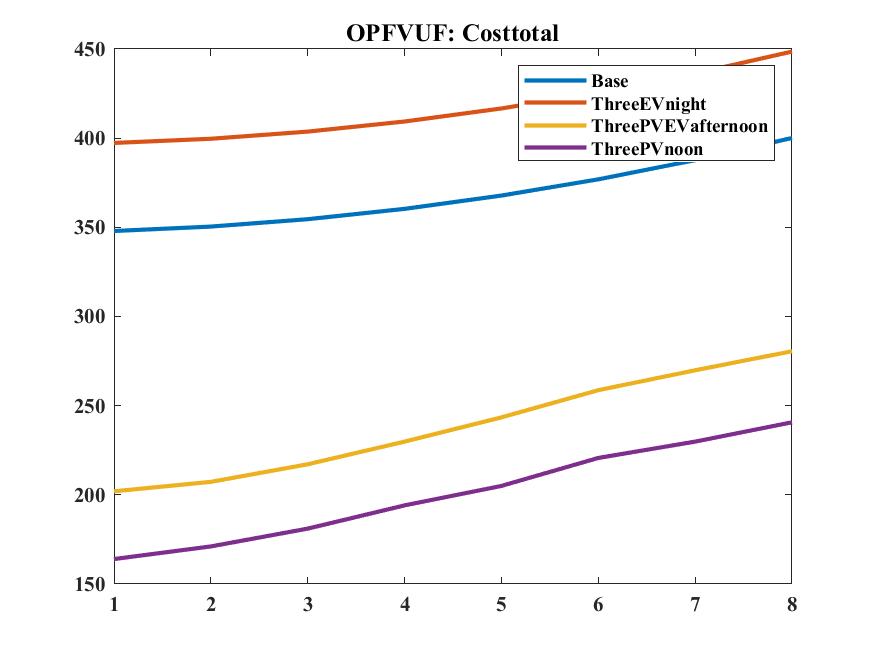 OPFVUF: Costtotal
450
400
350
300
250
200
150
Base
ThreeEVnight
ThreePVEVafternoon
ThreePVnoon
1 2 3 4 5 6 7 8